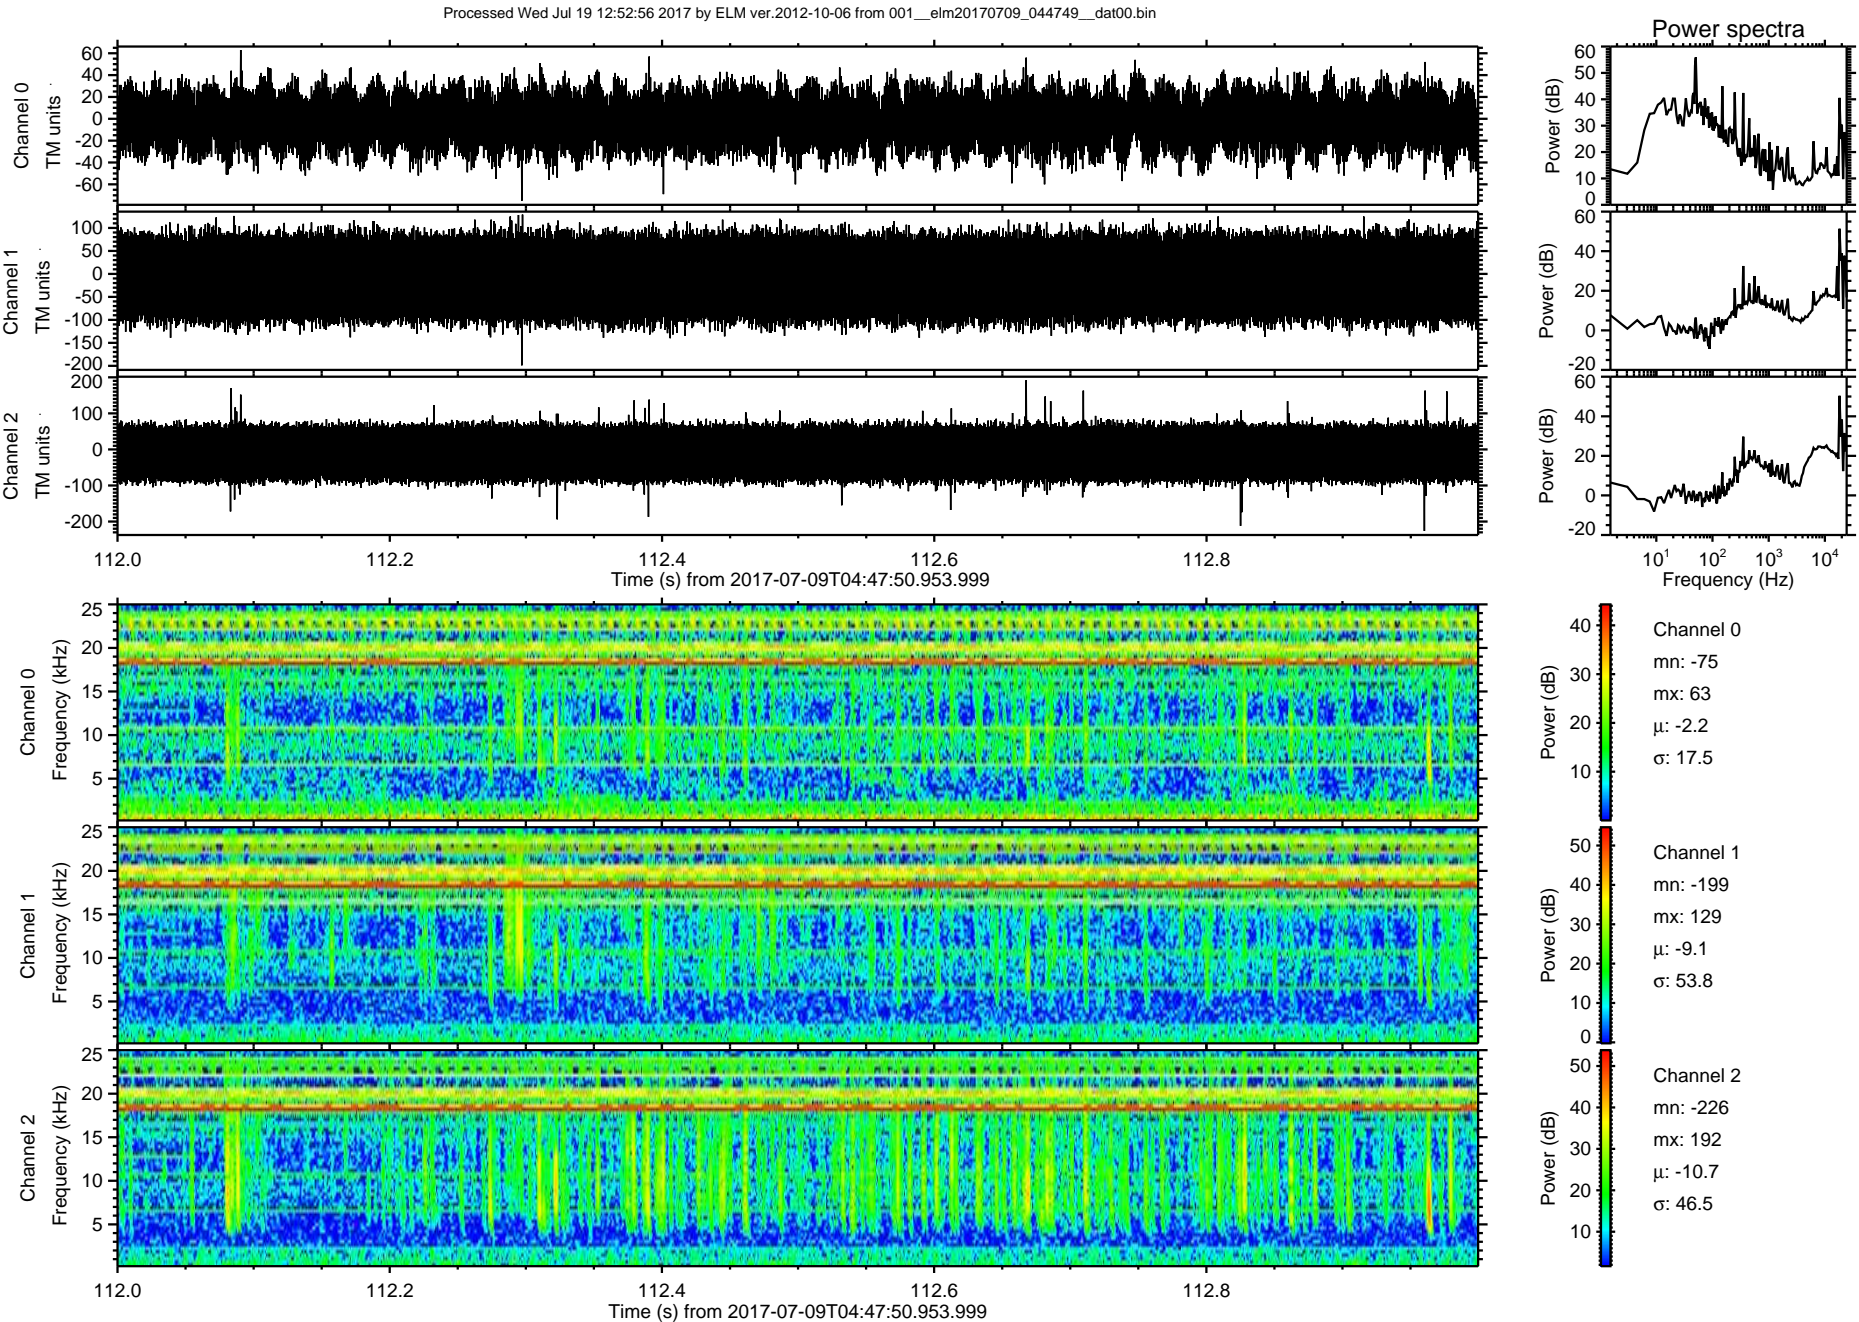 Processed Wed Jul 19 12:52:56 2017 by ELM ver.2012-10-06 from 001__elm20170709_044749__dat00.bin
Power spectra
Channel 0
TM units
60
40
20
0
-20
-40
-60
Power (dB)
60
50
40
30
20
10
0
Channel 1
TM units
100
50
0
-50
-100
-150
-200
Power (dB)
60
40
20
0
-20
Channel 2
TM units
200
100
0
-100
-200
Power (dB)
60
40
20
0
-20
112.0 112.2 112.4 112.6 112.8
Time (s) from 2017-07-09T04:47:50.953.999
10^1 10^2 10^3 10^4
Frequency (Hz)
Channel 0
Frequency (kHz)
25
20
15
10
5
Power (dB)
40
30
20
10
Channel 0
mn: -75
mx: 63
μ: -2.2
σ: 17.5
Channel 1
Frequency (kHz)
25
20
15
10
5
Power (dB)
50
40
30
20
10
0
Channel 1
mn: -199
mx: 129
μ: -9.1
σ: 53.8
Channel 2
Frequency (kHz)
25
20
15
10
5
Power (dB)
50
40
30
20
10
Channel 2
mn: -226
mx: 192
μ: -10.7
σ: 46.5
112.0 112.2 112.4 112.6 112.8
Time (s) from 2017-07-09T04:47:50.953.999